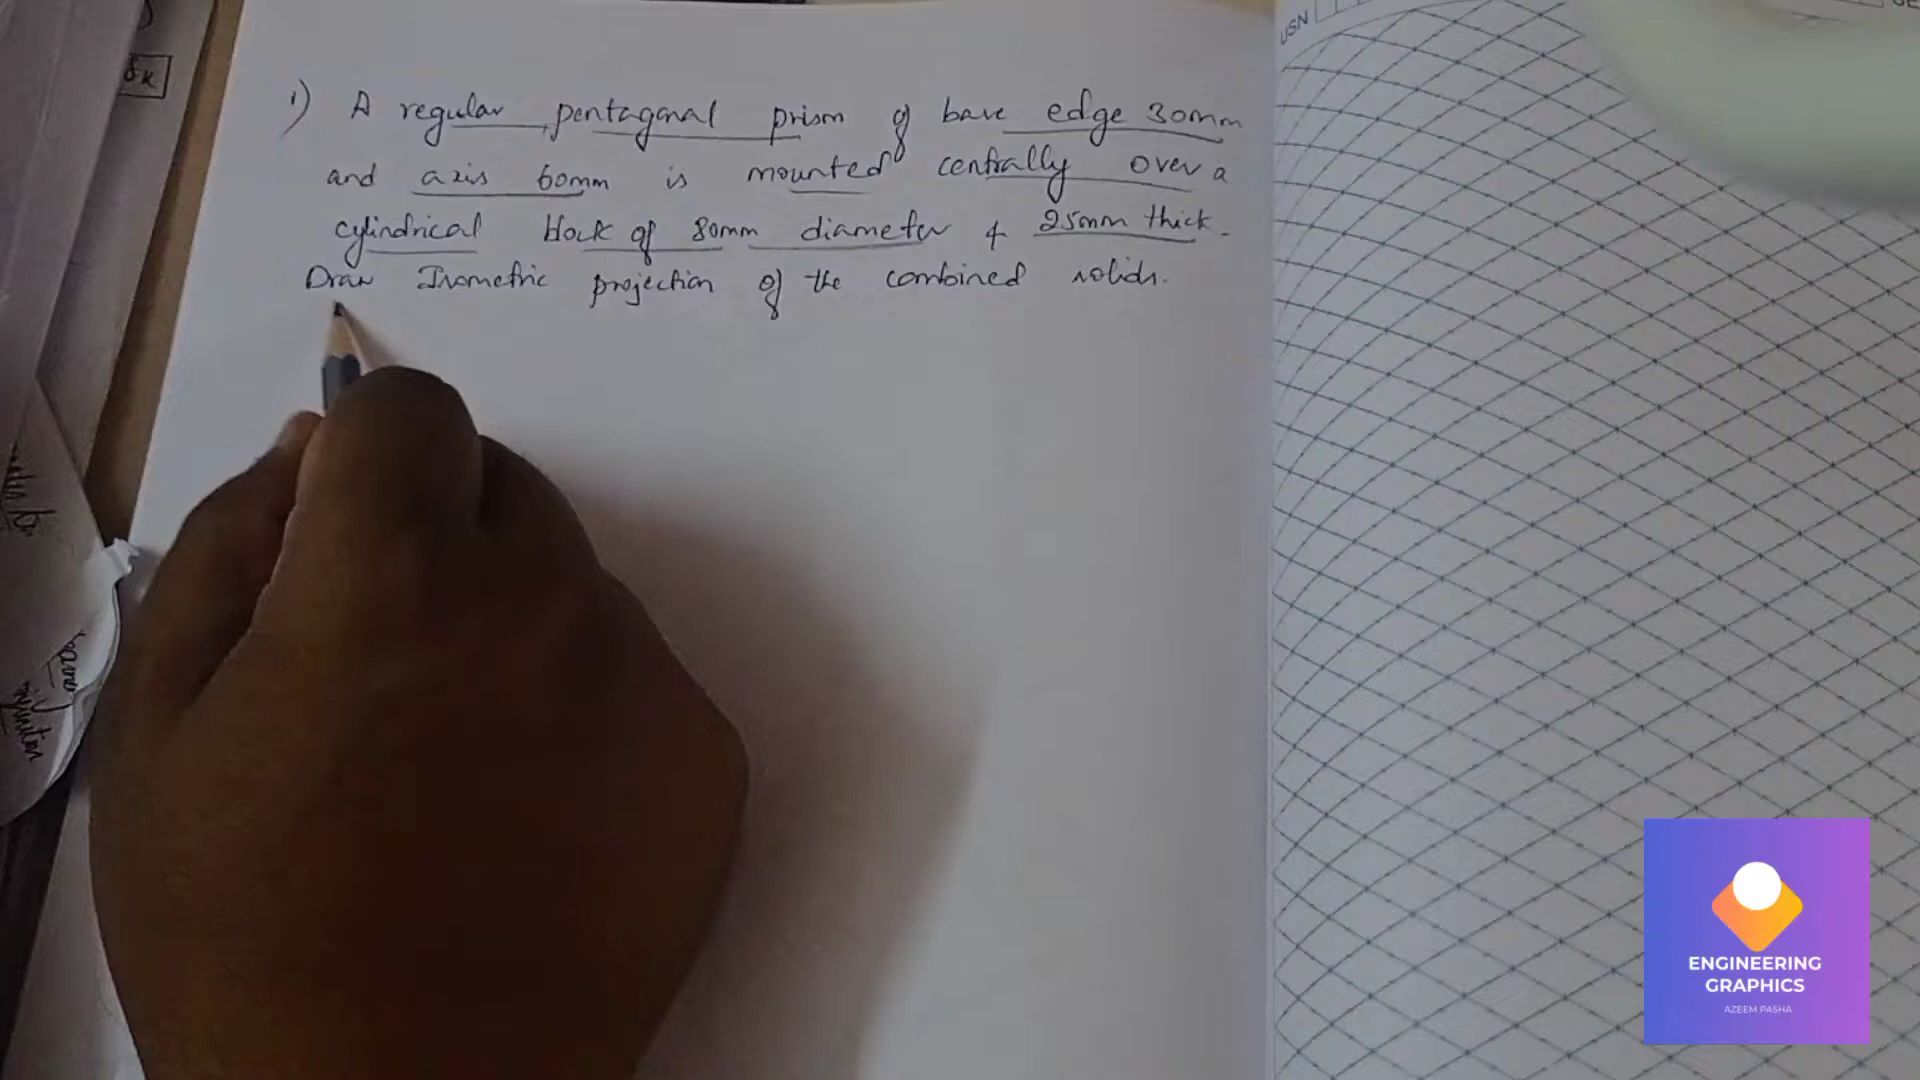 USN
8k
1) A regular pentagonal prism of base edge 30mm
and axis 60mm is mounted centrally over a
cylindrical block of 80mm diameter & 25mm thick.
Draw Isometric projection of the combined solids.
ENGINEERING
GRAPHICS
AZEEM PASHA